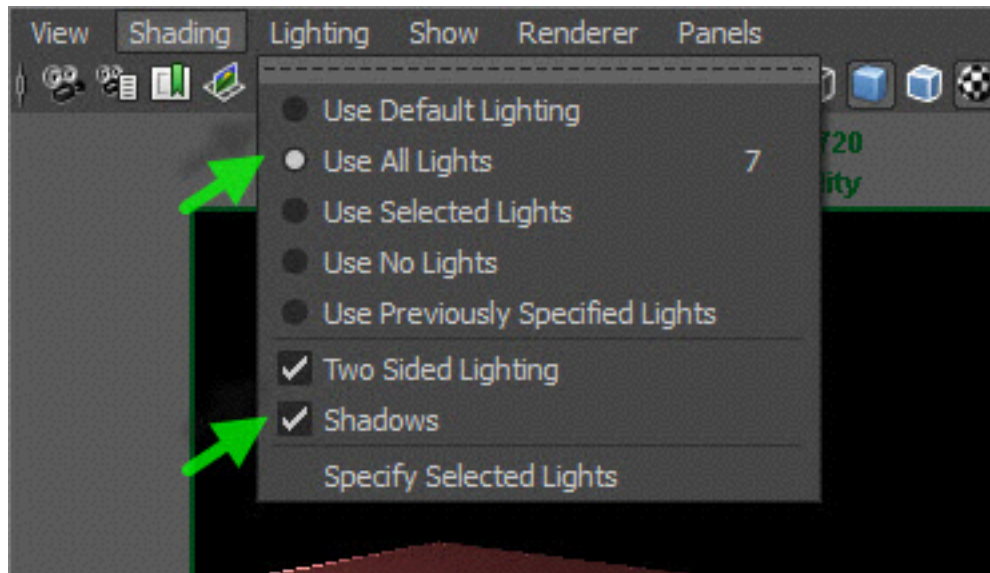 View Shading Lighting Show Renderer Panels
Use Default Lighting
Use All Lights 7
Use Selected Lights
Use No Lights
Use Previously Specified Lights
Two Sided Lighting
Shadows
Specify Selected Lights